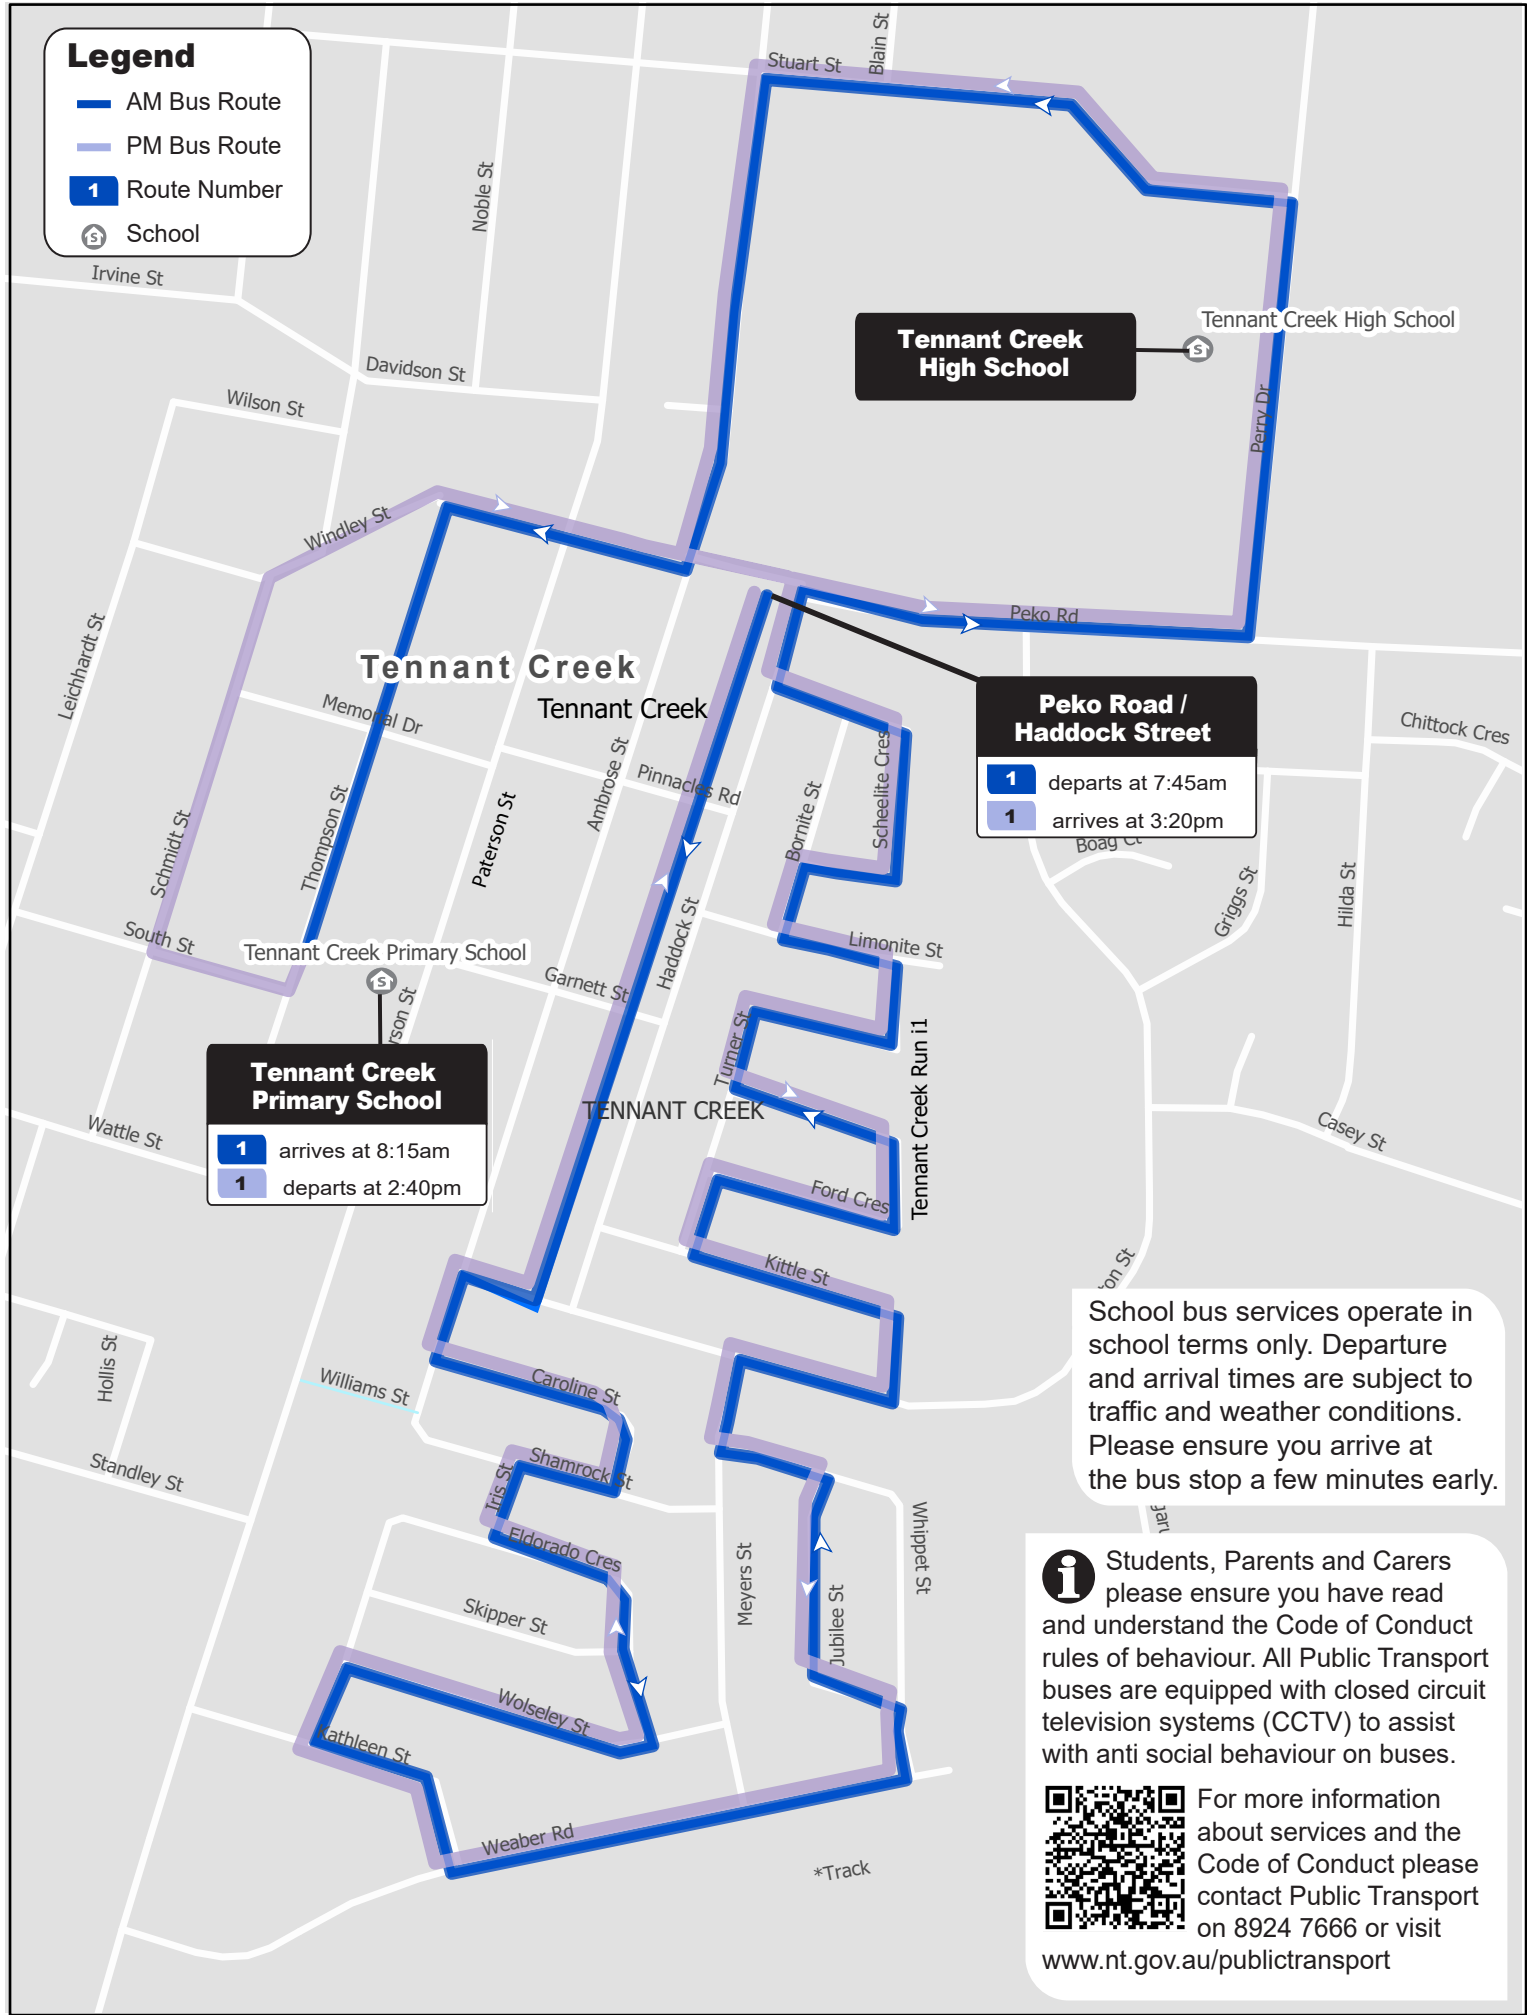 Legend
AM Bus Route
PM Bus Route
1 Route Number
S School
Stuart St
Blain St
Noble St
Irvine St
Davidson St
Wilson St
Tennant Creek High School
S
Tennant Creek
High School
Perry Dr
Windley St
Peko Rd
Leichhardt St
Tennant Creek
Tennant Creek
Memorial Dr
Peko Road /
Haddock Street
1 departs at 7:45am
1 arrives at 3:20pm
Chittock Cres
Pinnacles Rd
Ambrose St
Scheelite Cres
Bornite St
Paterson St
Thompson St
Schmidt St
Boag Ct
Griggs St
Hilda St
South St
Tennant Creek Primary School
S
Haddock St
Limonite St
Garnett St
erson St
Turner St
Tennant Creek Run i1
Tennant Creek
Primary School
1 arrives at 8:15am
1 departs at 2:40pm
TENNANT CREEK
Wattle St
Casey St
Ford Cres
Kittle St
ton St
Hollis St
Williams St
Caroline St
School bus services operate in
school terms only. Departure
and arrival times are subject to
traffic and weather conditions.
Please ensure you arrive at
the bus stop a few minutes early.
Standley St
Shamrock St
Iris St
Eldorado Cres
Whippet St
Meyers St
Jubilee St
Skipper St
Wolseley St
Kathleen St
Weaber Rd
*Track
i Students, Parents and Carers
please ensure you have read
and understand the Code of Conduct
rules of behaviour. All Public Transport
buses are equipped with closed circuit
television systems (CCTV) to assist
with anti social behaviour on buses.
For more information
about services and the
Code of Conduct please
contact Public Transport
on 8924 7666 or visit
www.nt.gov.au/publictransport